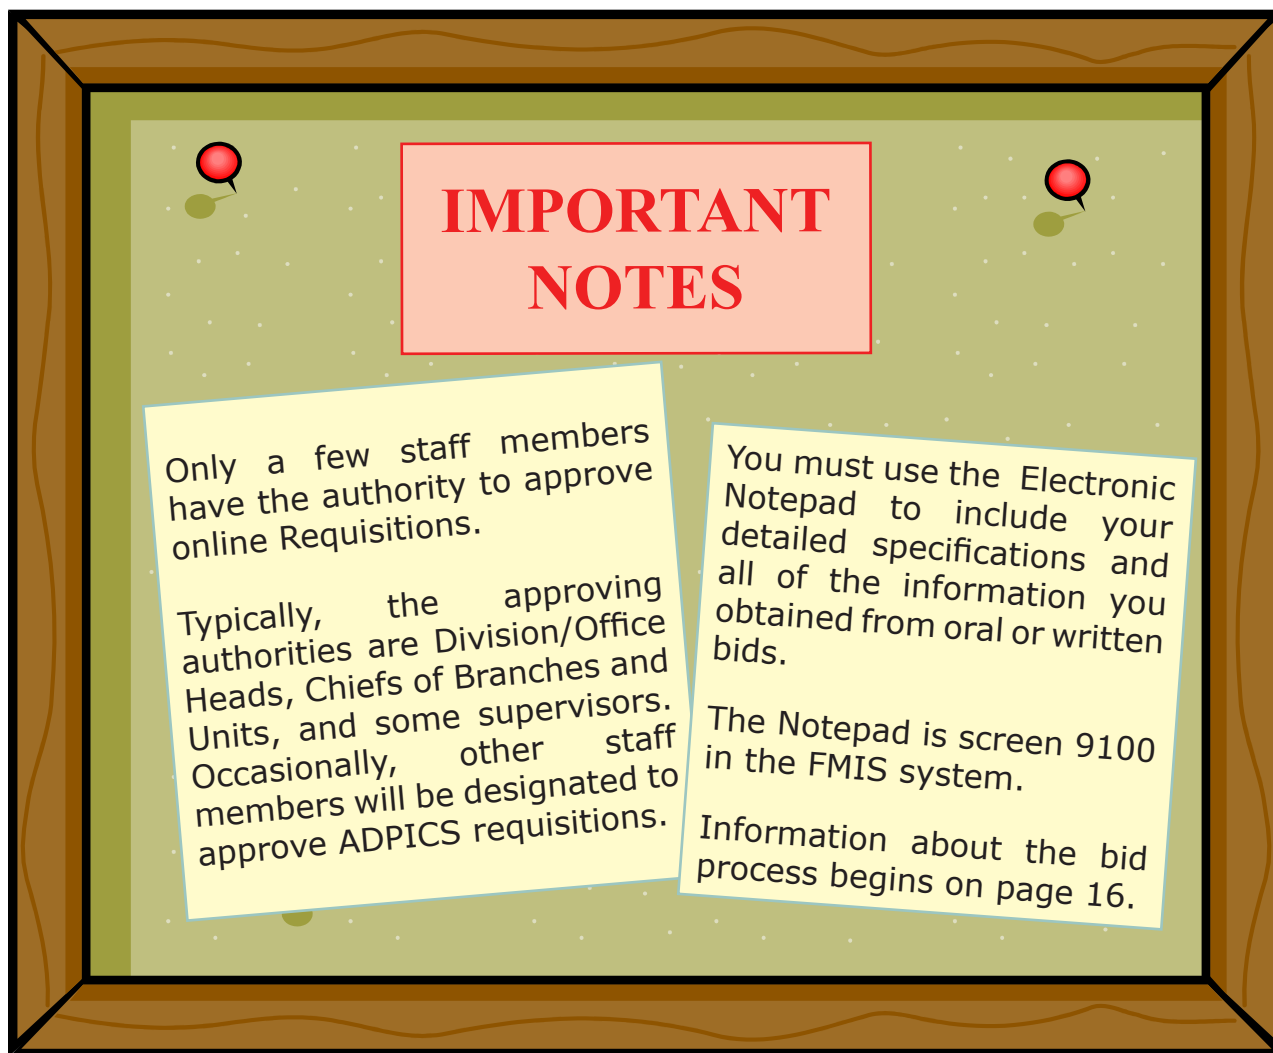 IMPORTANT
NOTES
Only a few staff members
have the authority to approve
online Requisitions.
Typically, the approving
authorities are Division/Office
Heads, Chiefs of Branches and
Units, and some supervisors.
Occasionally, other staff
members will be designated to
approve ADPICS requisitions.
You must use the Electronic
Notepad to include your
detailed specifications and
all of the information you
obtained from oral or written
bids.
The Notepad is screen 9100
in the FMIS system.
Information about the bid
process begins on page 16.